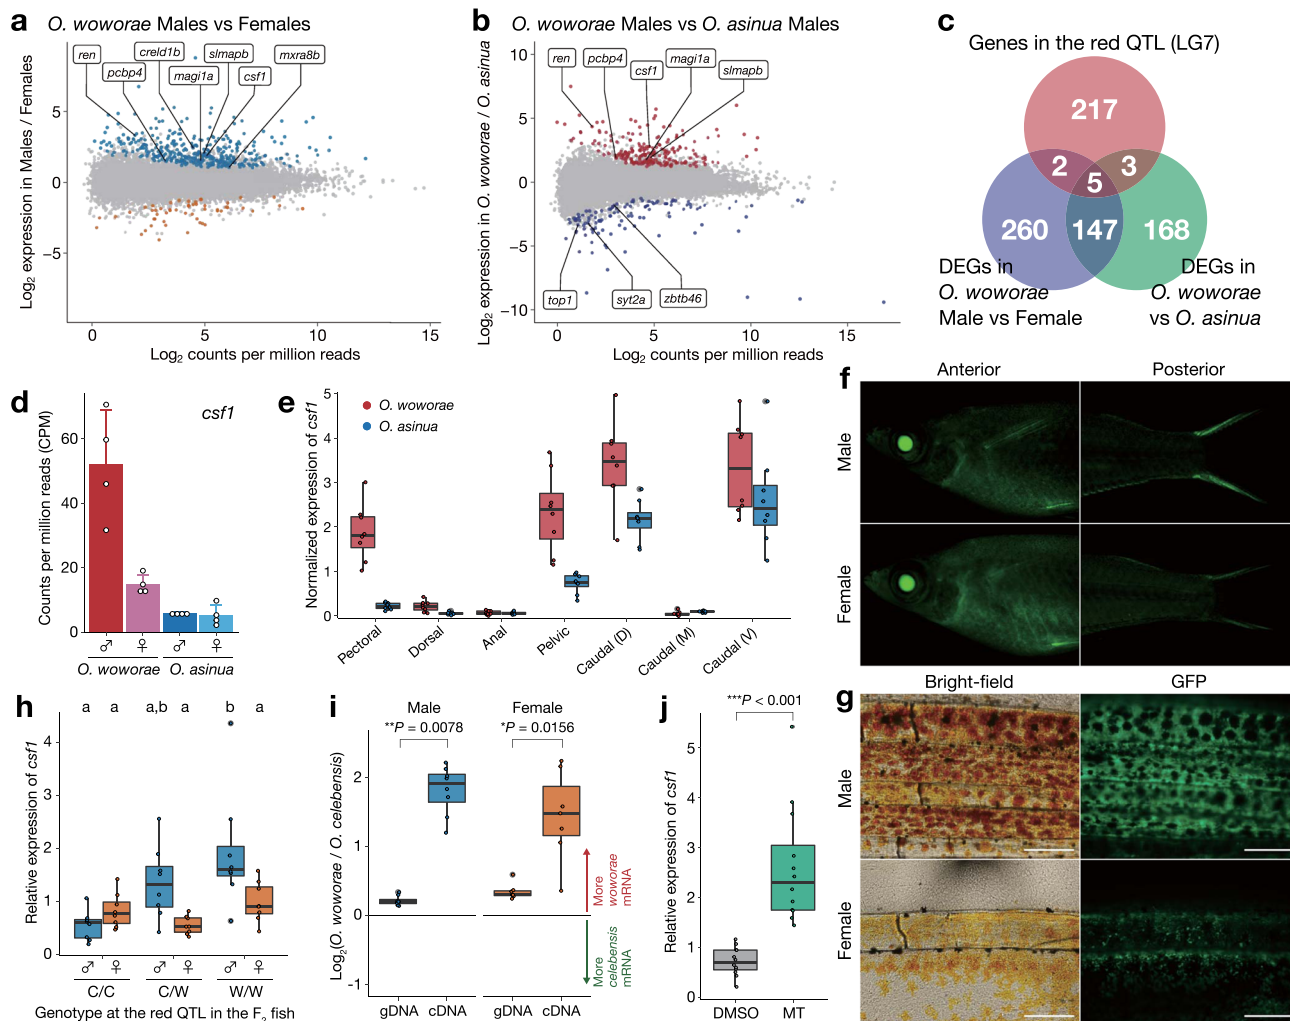 a O. woworae Males vs Females
Log2 expression in Males / Females
ren
pcbp4
creld1b
magi1a
slmapb
csf1
mxra8b
5
0
−5
0 5 10 15
Log2 counts per million reads
b O. woworae Males vs O. asinua Males
Log2 expression in O. woworae / O. asinua
ren
pcbp4
csf1
magi1a
slmapb
top1
syt2a
zbtb46
10
5
0
−5
−10
0 5 10 15
Log2 counts per million reads
c
Genes in the red QTL (LG7)
217
2 3
5
260 147 168
DEGs in
O. woworae
Male vs Female
DEGs in
O. woworae
vs O. asinua
d
csf1
Counts per million reads (CPM)
60
40
20
0
♂ ♀ ♂ ♀
O. woworae O. asinua
e
O. woworae
O. asinua
Normalized expression of csf1
5
4
3
2
1
0
Pectoral
Dorsal
Anal
Pelvic
Caudal (D)
Caudal (M)
Caudal (V)
f
Anterior Posterior
Male
Female
g
Bright-field GFP
Male
Female
h
a a a,b a b a
Relative expression of csf1
4
3
2
1
0
♂ ♀ ♂ ♀ ♂ ♀
C/C C/W W/W
Genotype at the red QTL in the F2 fish
i
Male Female
**P = 0.0078 *P = 0.0156
Log2(O. woworae / O. celebensis)
2
1
0
-1
More
woworae
mRNA
More
celebensis
mRNA
gDNA cDNA gDNA cDNA
j
***P < 0.001
Relative expression of csf1
5
4
3
2
1
0
DMSO MT